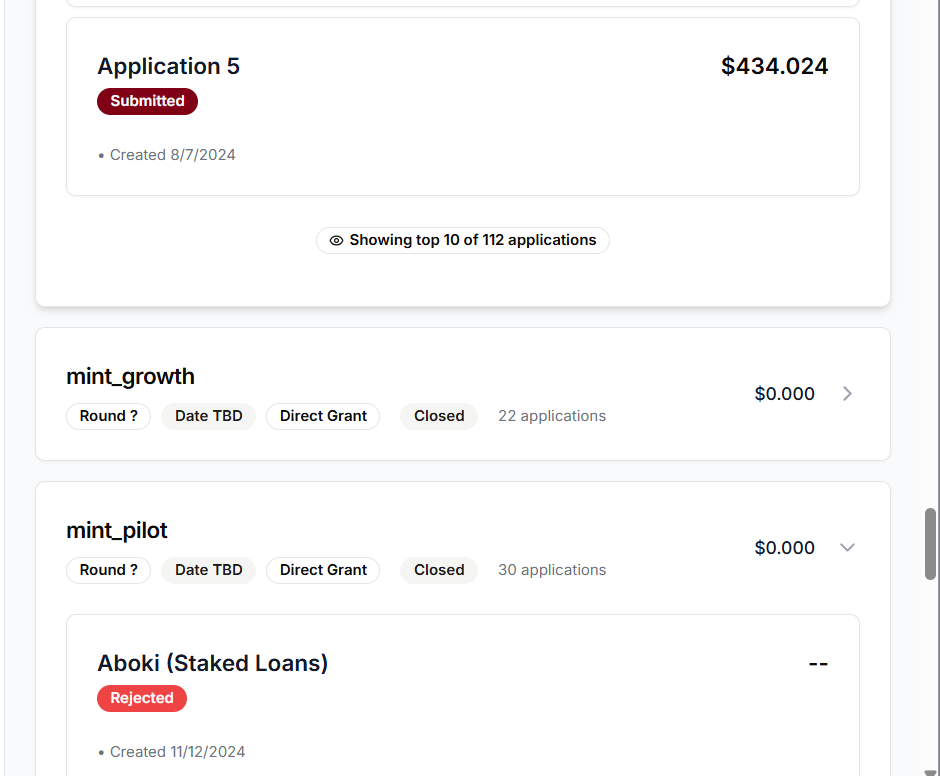 Application 5
$434.024
Submitted
• Created 8/7/2024
Showing top 10 of 112 applications
mint_growth
$0.000
Round ? Date TBD Direct Grant Closed 22 applications
mint_pilot
$0.000
Round ? Date TBD Direct Grant Closed 30 applications
Aboki (Staked Loans)
--
Rejected
• Created 11/12/2024